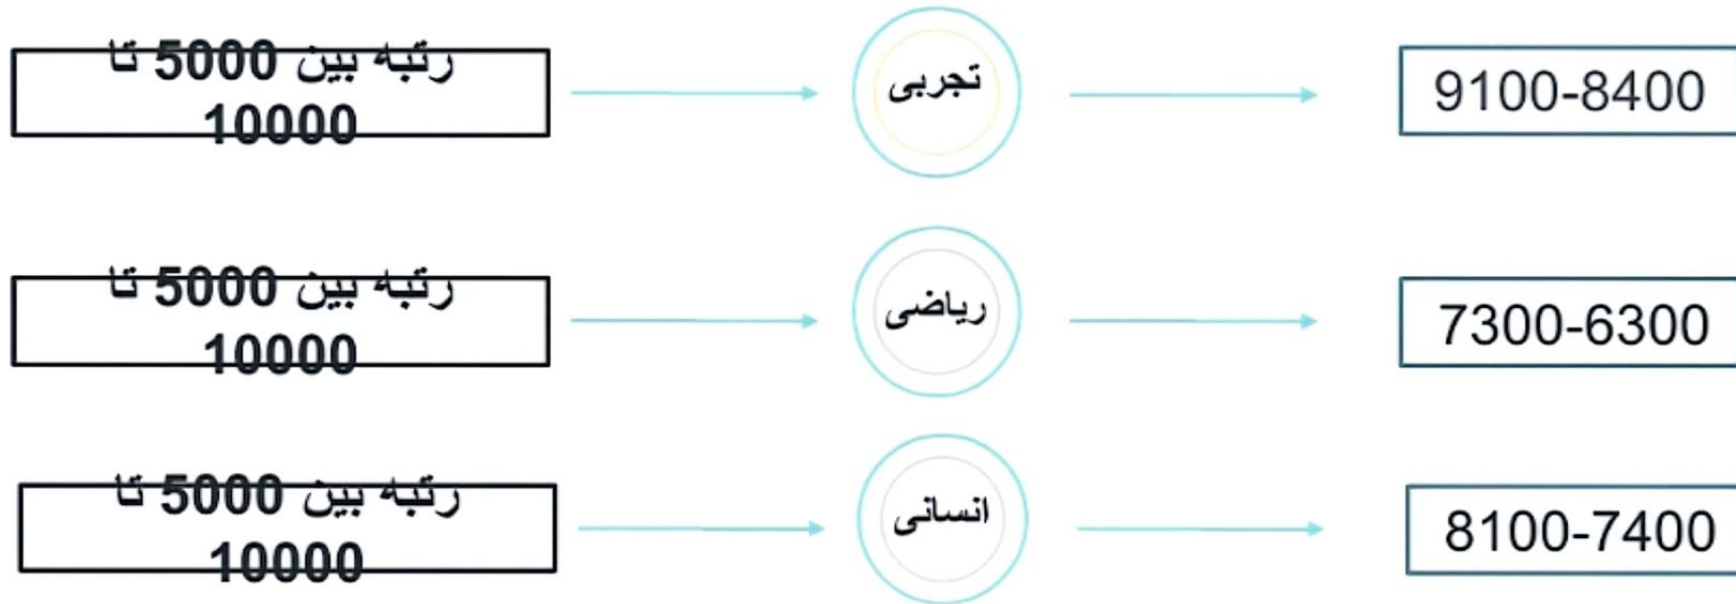 رتبه بین 5000 تا
10000
تجربی
9100-8400
رتبه بین 5000 تا
10000
ریاضی
7300-6300
رتبه بین 5000 تا
10000
انسانی
8100-7400